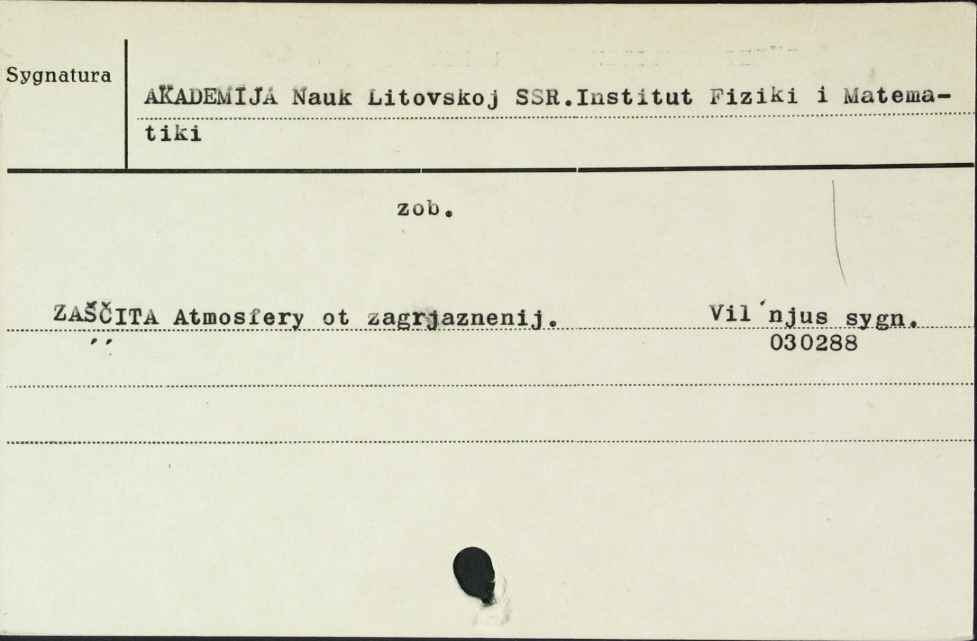 Sygnatura
AKADEMIJA Nauk Litovskoj SSR.Institut Fiziki i Matema-
tiki
zob.
ZAŠČITA Atmosfery ot zagrjaznenij. Vil'njus sygn.
030288